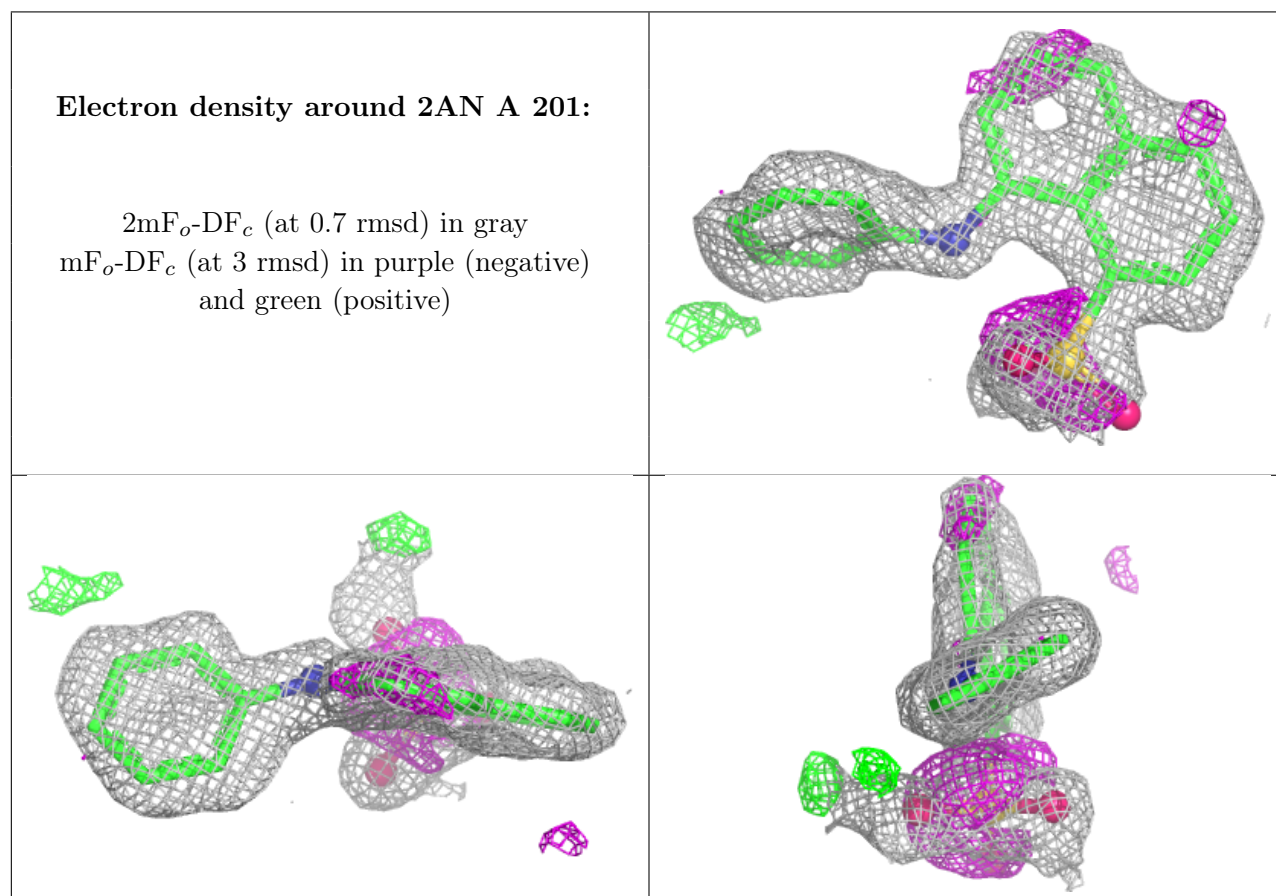 Electron density around 2AN A 201:
2mFo-DFc (at 0.7 rmsd) in gray
mFo-DFc (at 3 rmsd) in purple (negative)
and green (positive)